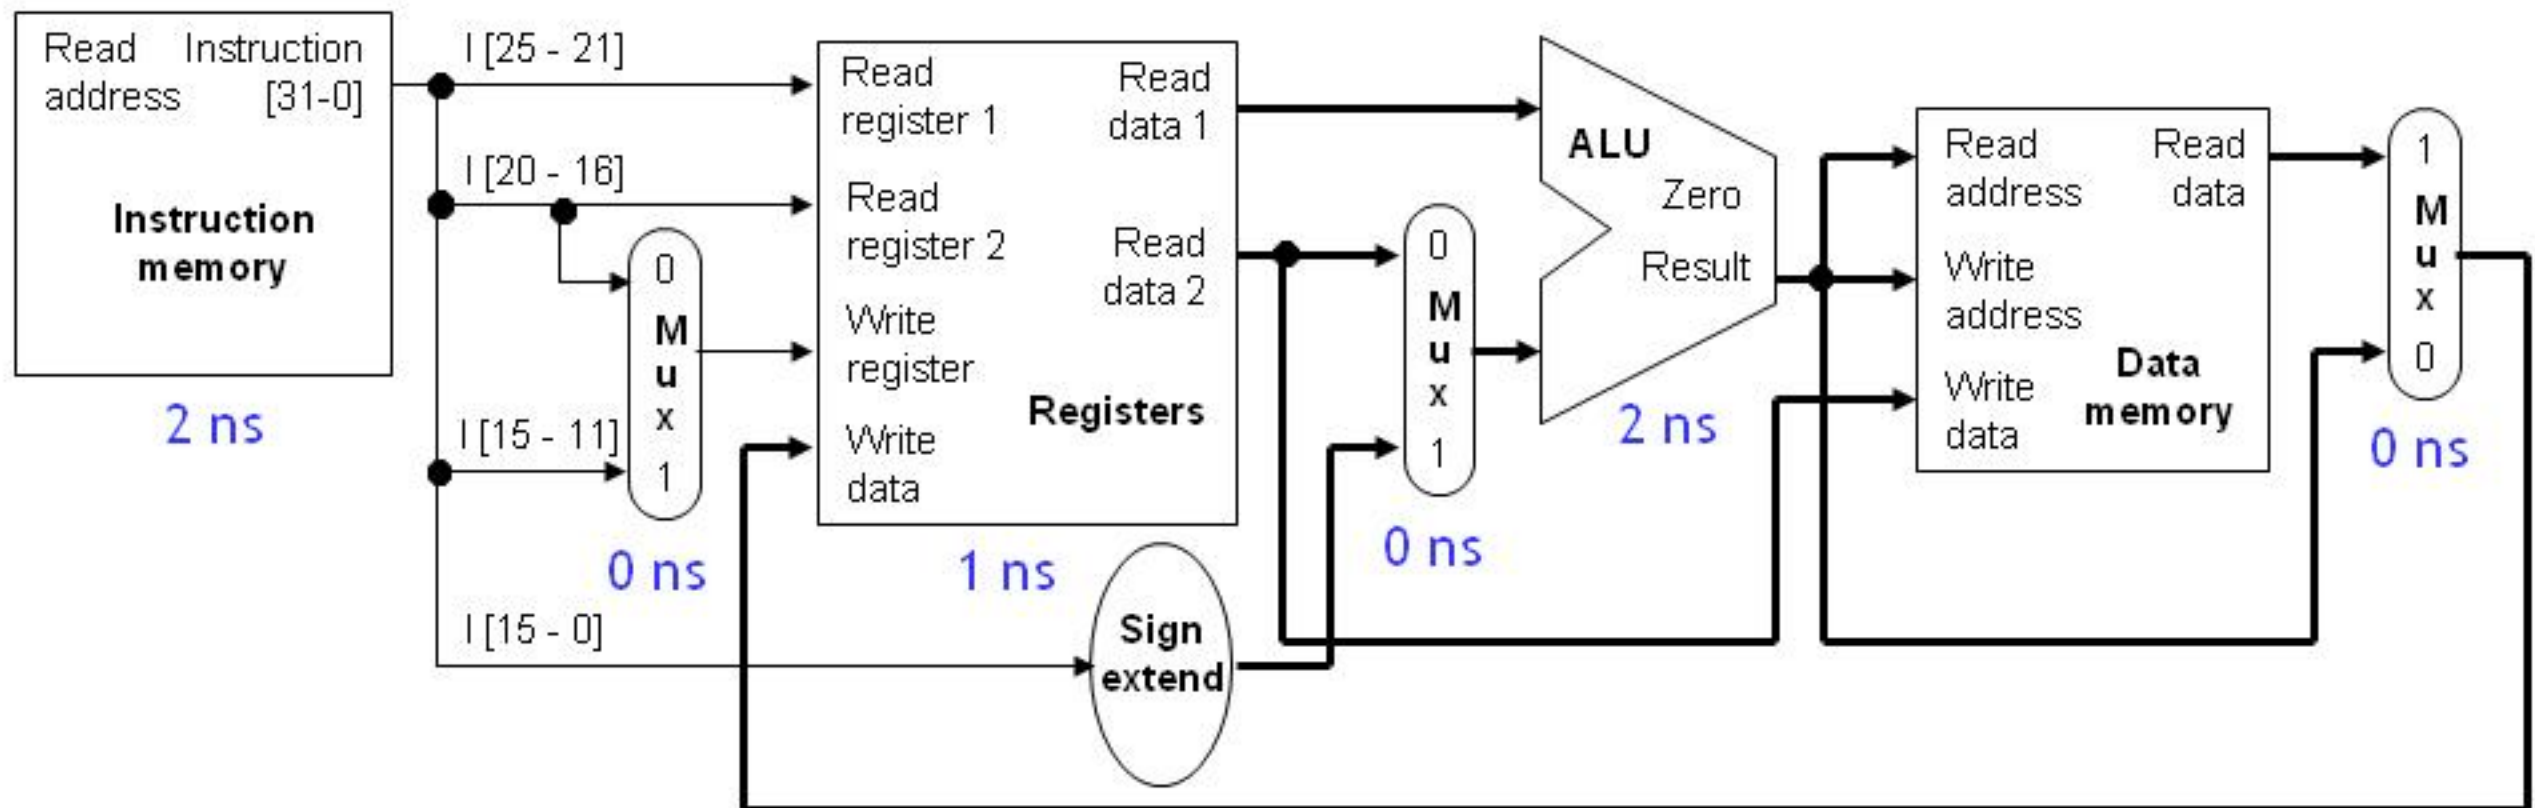 Read Instruction
address [31-0]
Instruction
memory
2 ns
I [25 - 21]
I [20 - 16]
I [15 - 11]
I [15 - 0]
0
M
u
x
1
0 ns
Read
register 1
Read
data 1
Read
register 2
Read
data 2
Write
register
Write
data
Registers
1 ns
Sign
extend
0
M
u
x
1
0 ns
ALU
Zero
Result
2 ns
Read
address
Read
data
Write
address
Write
data
Data
memory
1
M
u
x
0
0 ns